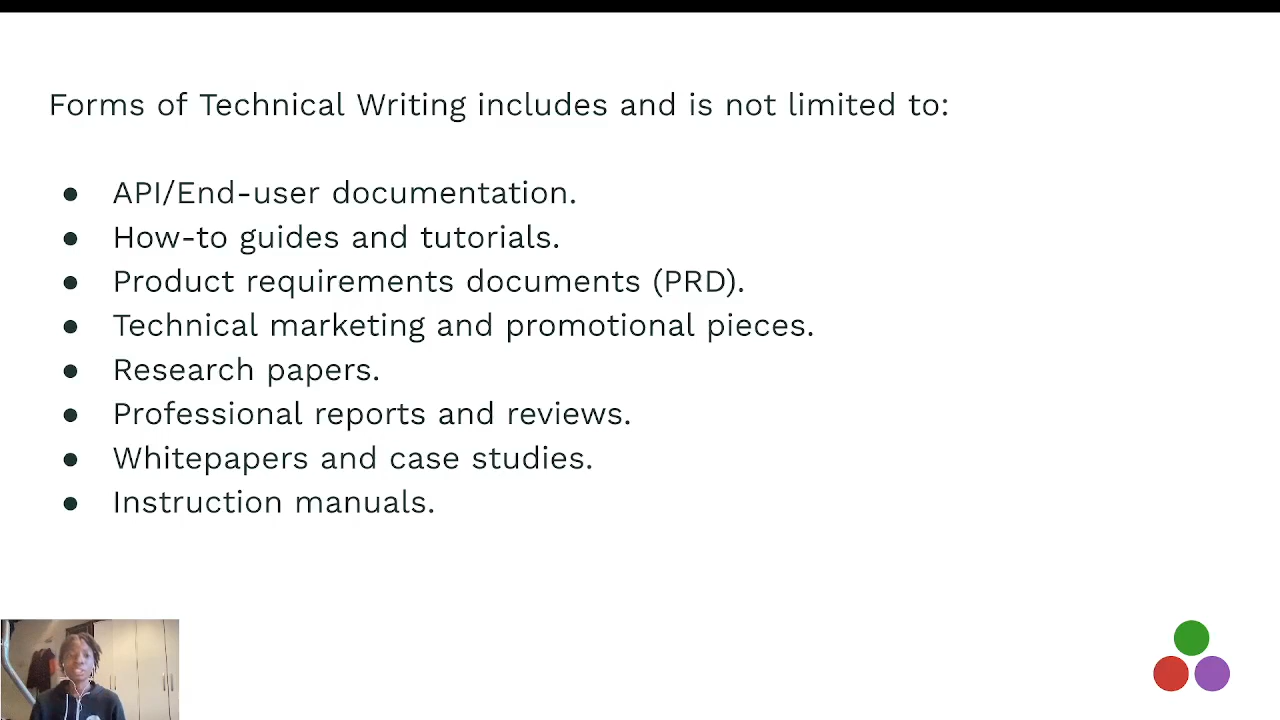 Forms of Technical Writing includes and is not limited to:
● API/End-user documentation.
● How-to guides and tutorials.
● Product requirements documents (PRD).
● Technical marketing and promotional pieces.
● Research papers.
● Professional reports and reviews.
● Whitepapers and case studies.
● Instruction manuals.